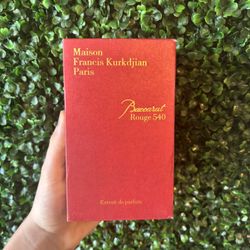 Maison
Francis Kurkdjian
Paris
Baccarat
Rouge 540
Extrait de parfum